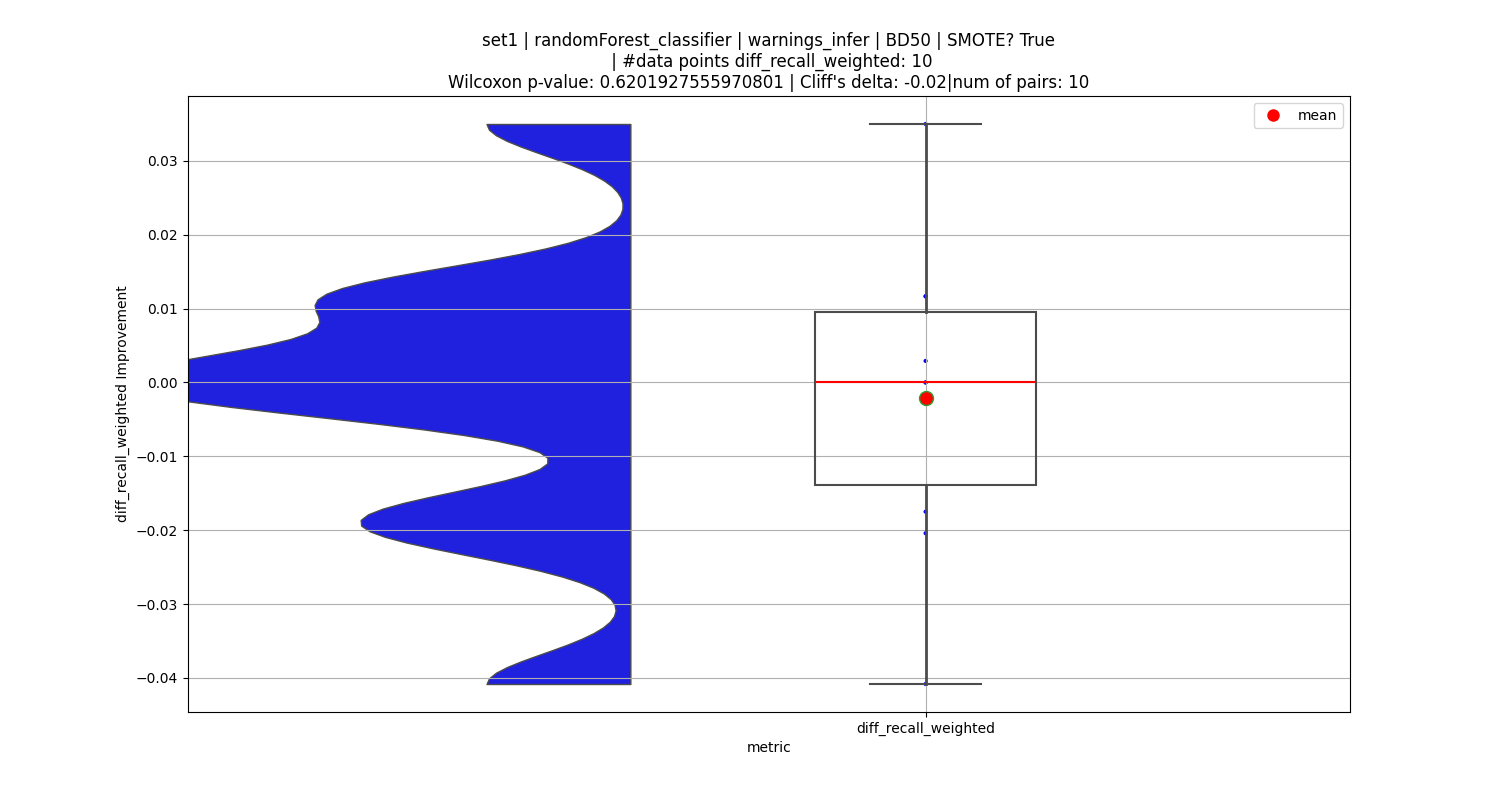 set1 | randomForest_classifier | warnings_infer | BD50 | SMOTE? True
| #data points diff_recall_weighted: 10
Wilcoxon p-value: 0.6201927555970801 | Cliff's delta: -0.02|num of pairs: 10
mean
0.03
0.02
0.01
0.00
−0.01
−0.02
−0.03
−0.04
diff_recall_weighted Improvement
diff_recall_weighted
metric